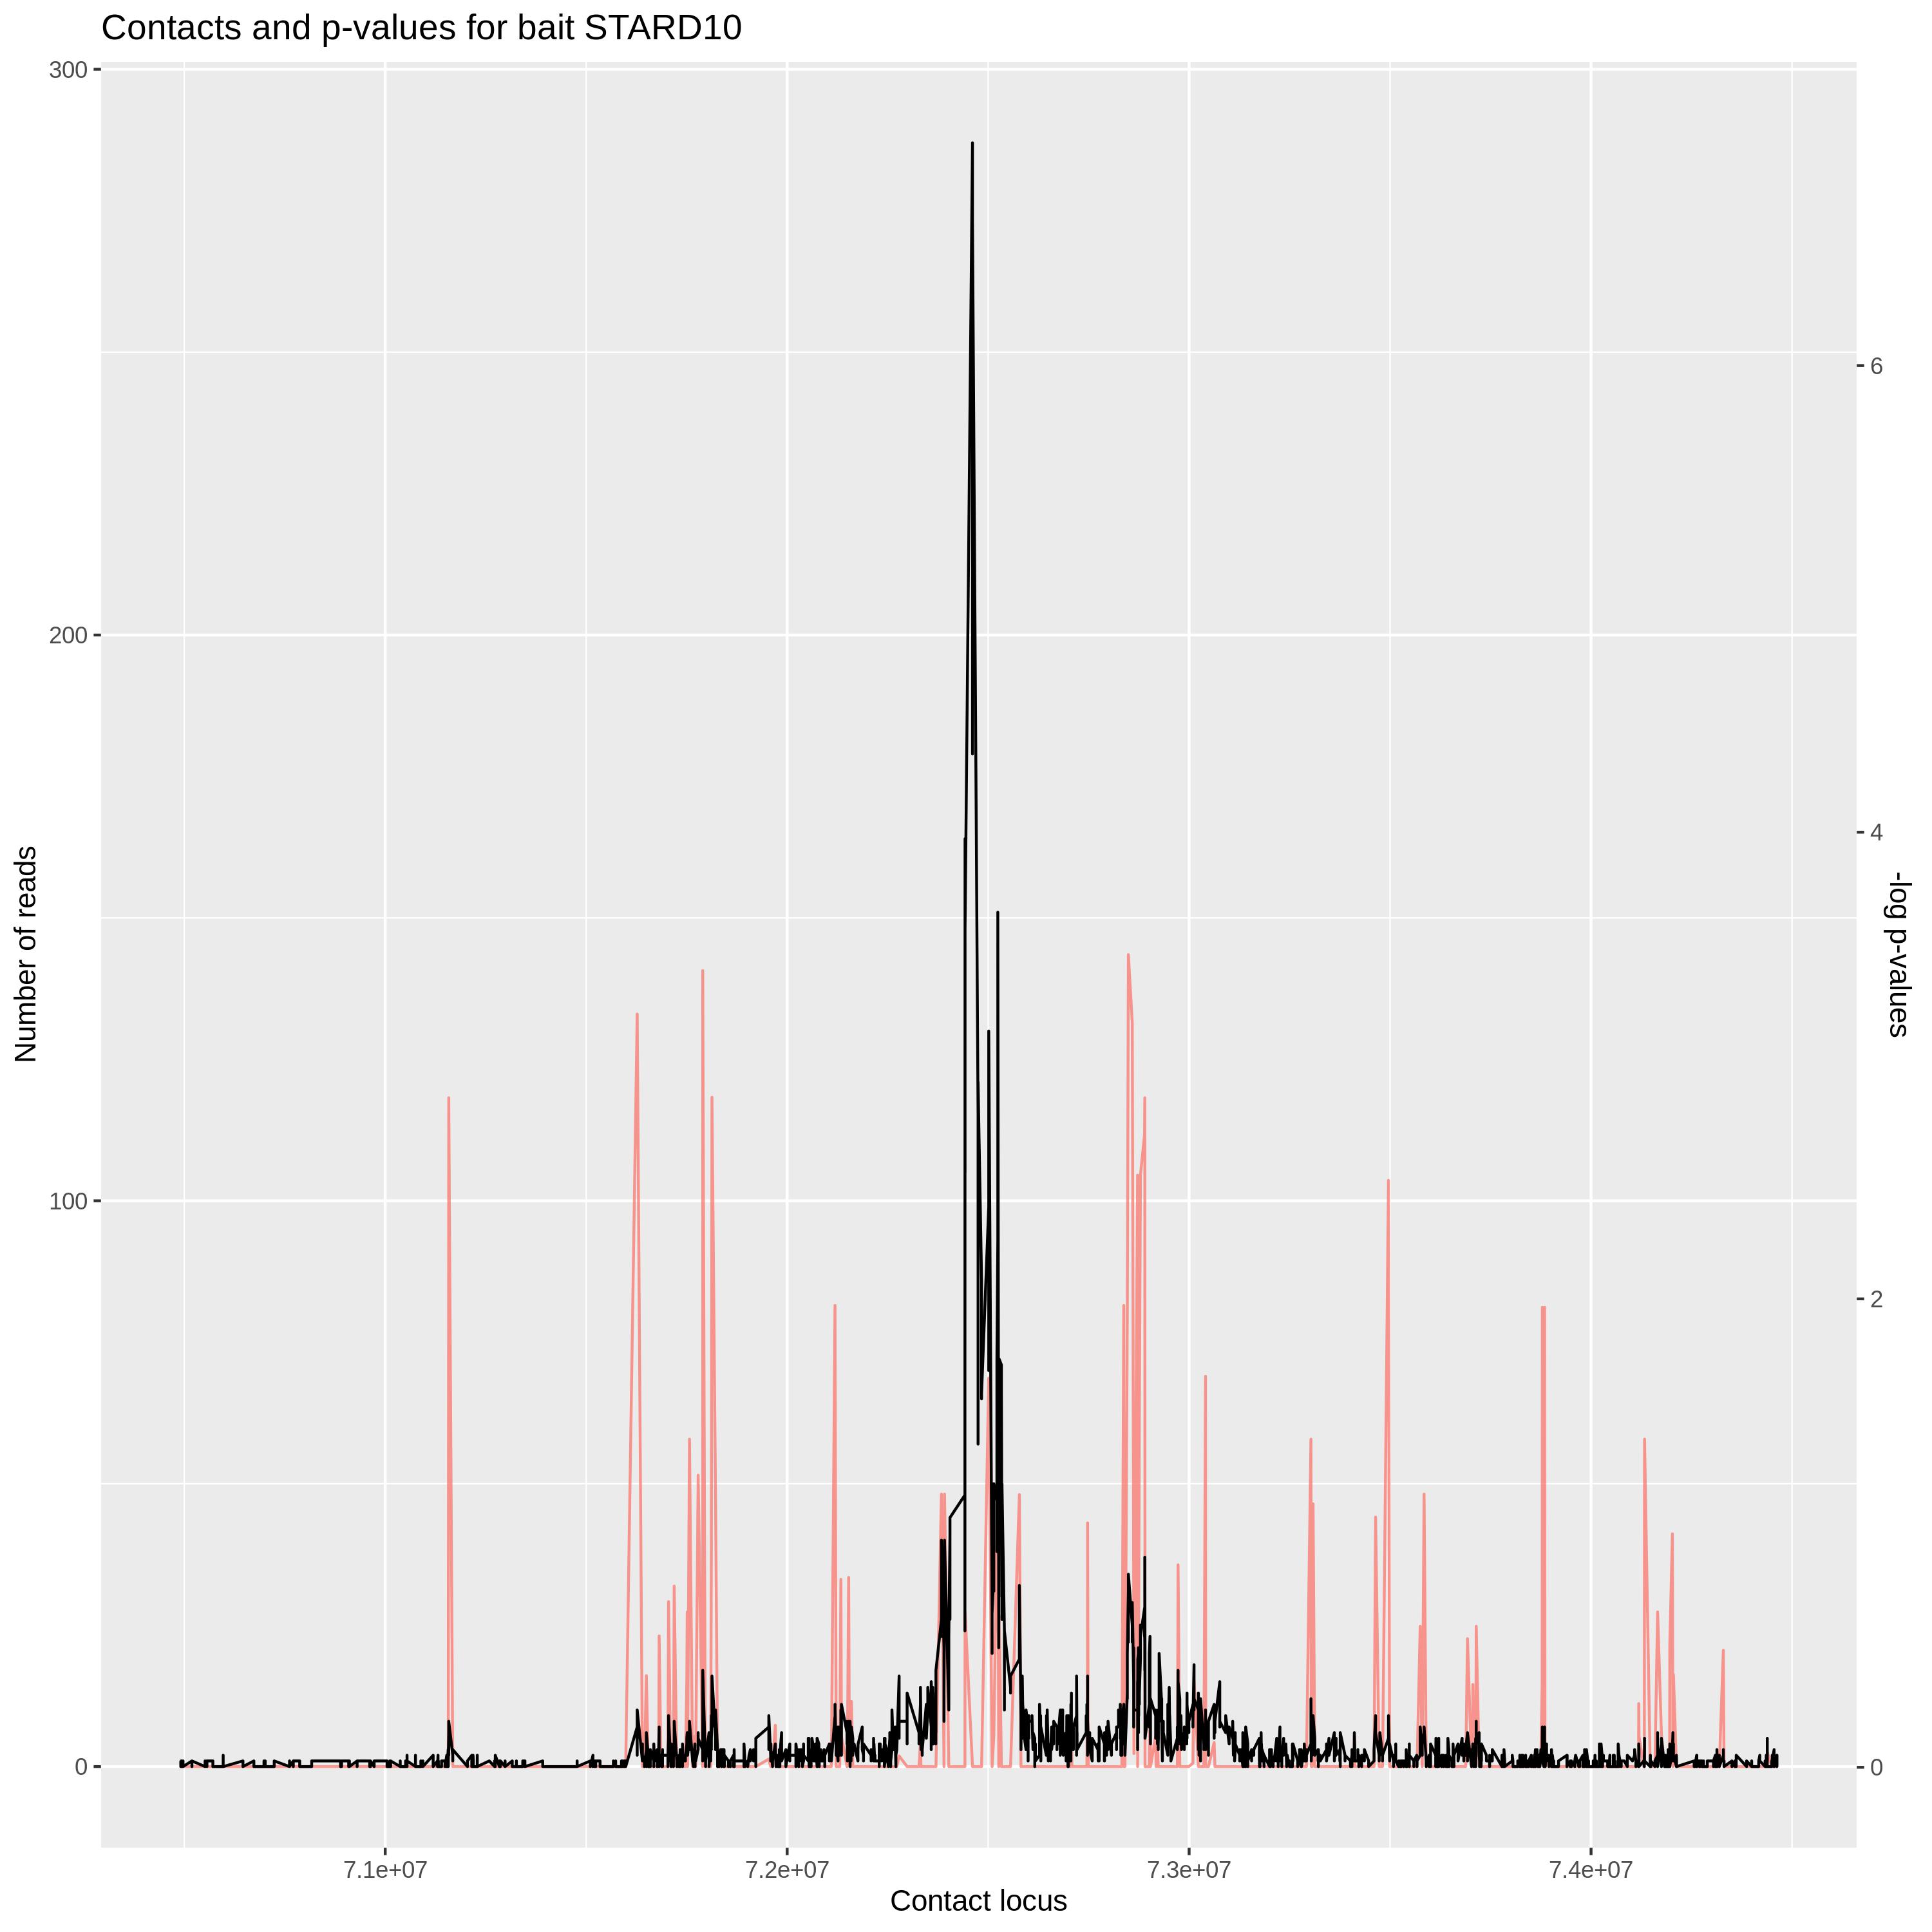 Contacts and p-values for bait STARD10
300
200
100
0
Number of reads
6
4
2
0
-log p-values
7.1e+07
7.2e+07
7.3e+07
7.4e+07
Contact locus